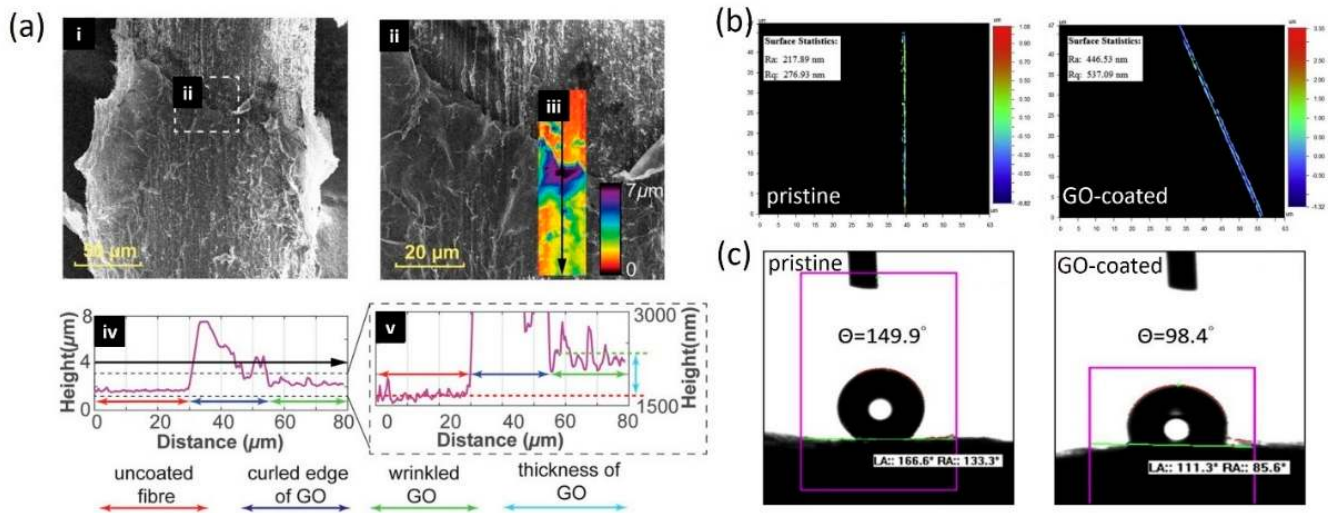 (a)
i
ii
50 μm
ii
iii
7μm
0
20 μm
iv
Height(μm)
8
4
0
0 20 40 60 80
Distance (μm)
v
3000
1500
Height(nm)
0 20 40 60 80
Distance (μm)
uncoated
fibre
curled edge
of GO
wrinkled
GO
thickness of
GO
(b)
Surface Statistics:
Ra: 217.89 nm
Rq: 276.93 nm
pristine
Surface Statistics:
Ra: 446.53 nm
Rq: 537.09 nm
GO-coated
(c)
pristine
Θ=149.9°
LA:: 166.6° RA:: 133.3°
GO-coated
Θ=98.4°
LA:: 111.3° RA:: 85.6°